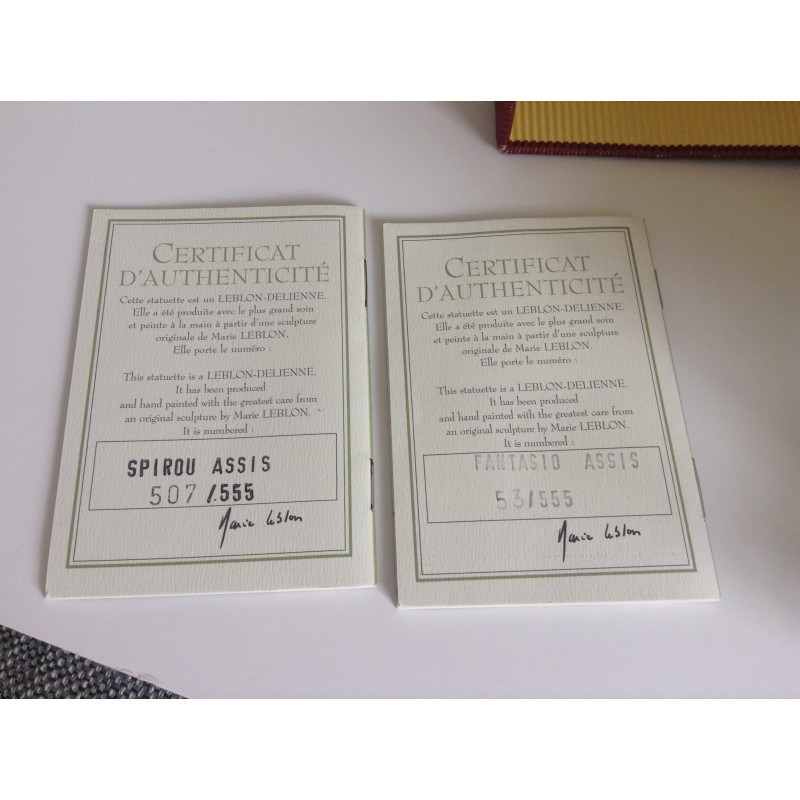 CERTIFICAT
D'AUTHENTICITÉ
Cette statuette est un LEBLON-DELIENNE.
Elle a été produite avec le plus grand soin
et peinte à la main à partir d'une sculpture
originale de Marie LEBLON.
Elle porte le numéro :
This statuette is a LEBLON-DELIENNE.
It has been produced
and hand painted with the greatest care from
an original sculpture by Marie LEBLON.
It is numbered :
SPIROU ASSIS
507 /555
Marie Leblon
CERTIFICAT
D'AUTHENTICITÉ
Cette statuette est un LEBLON-DELIENNE.
Elle a été produite avec le plus grand soin
et peinte à la main à partir d'une sculpture
originale de Marie LEBLON.
Elle porte le numéro :
This statuette is a LEBLON-DELIENNE.
It has been produced
and hand painted with the greatest care from
an original sculpture by Marie LEBLON.
It is numbered :
FANTASIO ASSIS
53/555
Marie Leblon